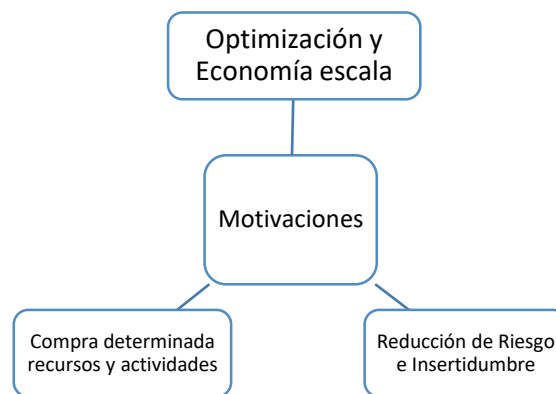 Optimización y
Economía escala
Motivaciones
Compra determinada
recursos y actividades
Reducción de Riesgo
e Insertidumbre